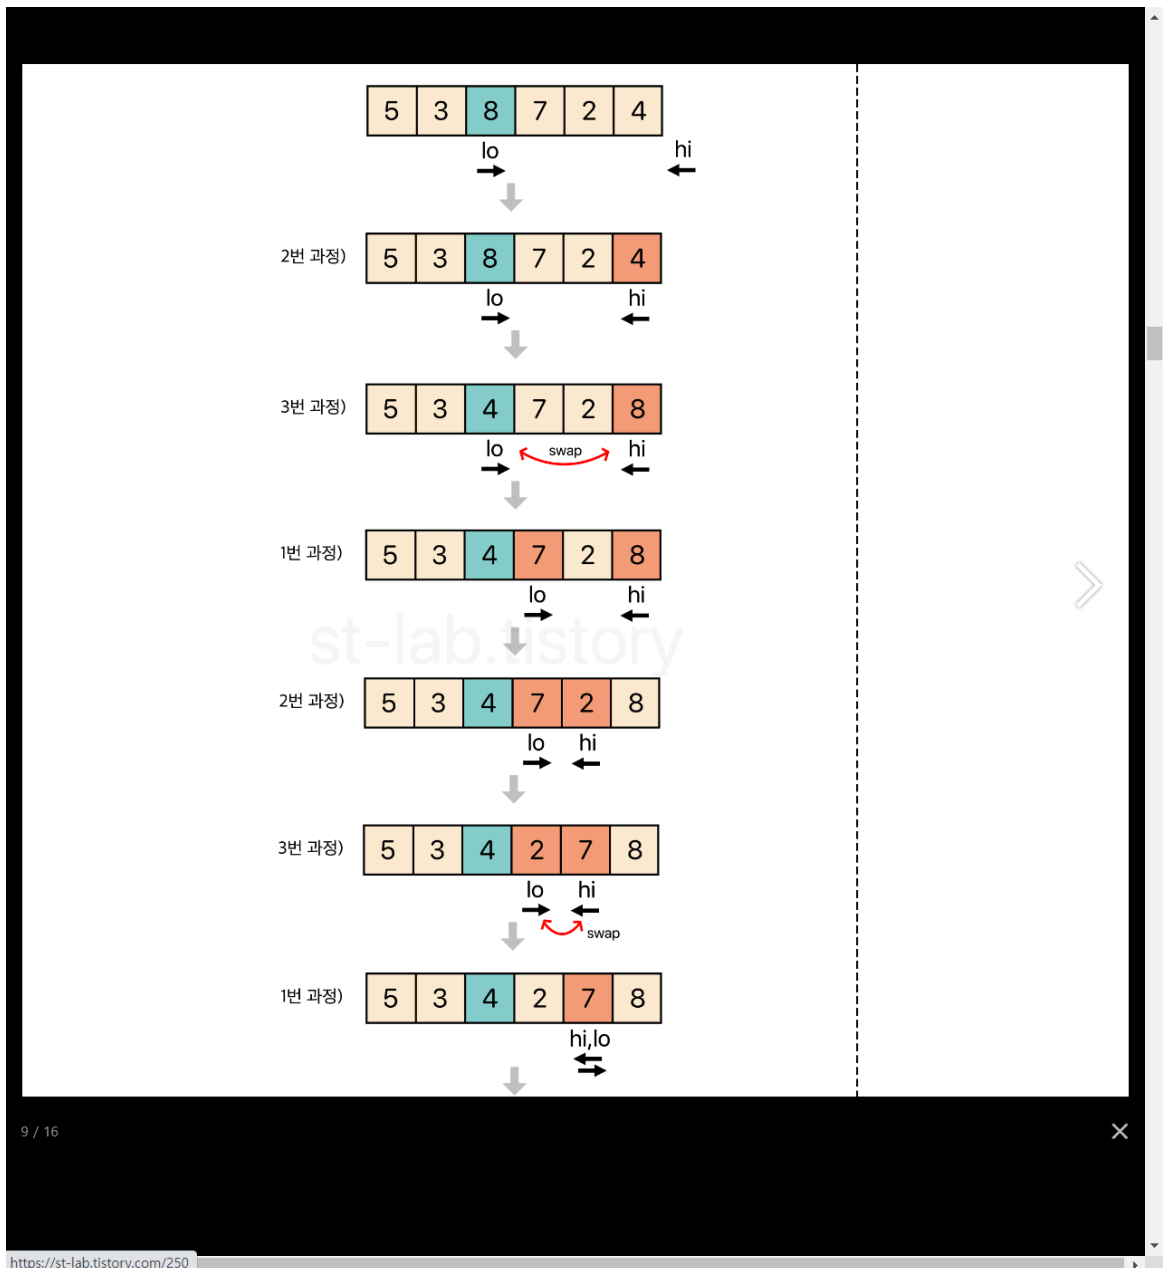 5 3 8 7 2 4
lo hi
2번 과정) 5 3 8 7 2 4
lo hi
3번 과정) 5 3 4 7 2 8
lo swap hi
1번 과정) 5 3 4 7 2 8
lo hi
st-lab.tistory
2번 과정) 5 3 4 7 2 8
lo hi
3번 과정) 5 3 4 2 7 8
lo hi
swap
1번 과정) 5 3 4 2 7 8
hi,lo
9 / 16
https://st-lab.tistory.com/250